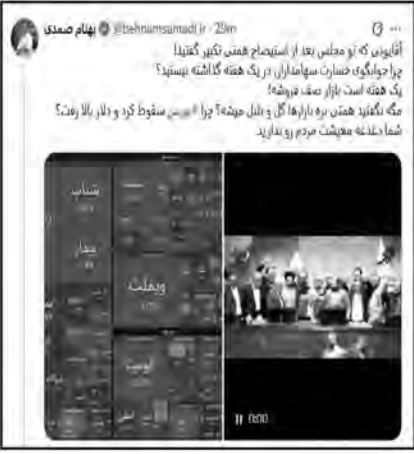 بهنام صمدی @behnamsamadi.ir · 29m
آقایونی که تو مجلس بعد از استیضاح همتی تکبیر گفتید!
چرا جوابگوی خسارت سهامداران در یک هفته گذشته نیستید؟
یک هفته است بازار صف فروشه!
مگه نگفتید همتی بره بازارها گل و بلبل میشه؟ چرا #بورس سقوط کرد و دلار بالا رفت؟
شما دغدغه معیشت مردم رو ندارید
شتاب
وبملت
0:00